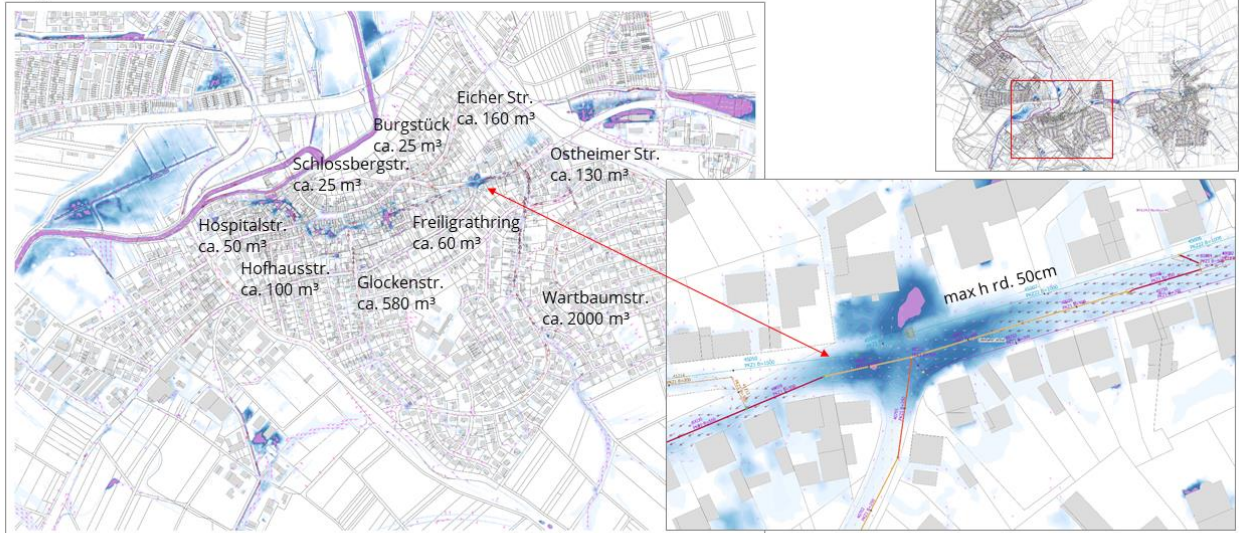 Eicher Str.
ca. 160 m³
Burgstück
ca. 25 m³
Schlossbergstr.
ca. 25 m³
Ostheimer Str.
ca. 130 m³
Hospitalstr.
ca. 50 m³
Freiligrathring
ca. 60 m³
Hofhausstr.
ca. 100 m³
Glockenstr.
ca. 580 m³
Wartbaumstr.
ca. 2000 m³
max h rd. 50cm